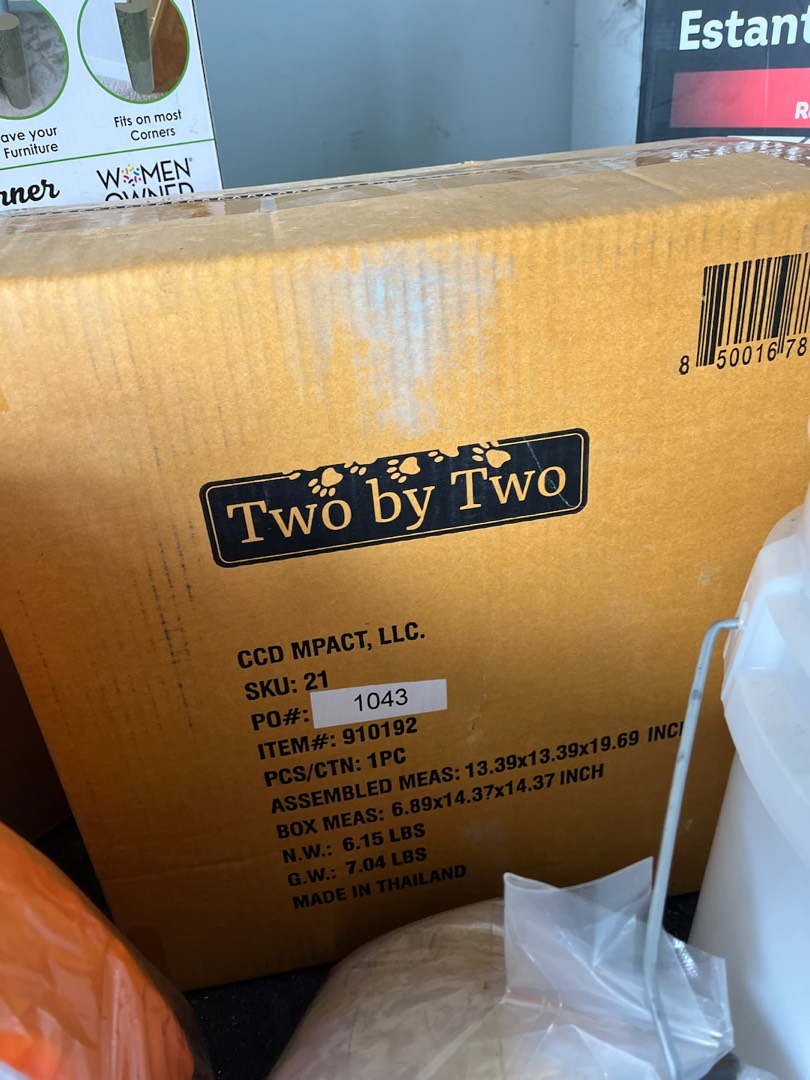 ave your
Furniture
Fits on most
Corners
ner
WOMEN
OWNED
Estant
R
8 50016 78
Two by Two
CCD MPACT, LLC.
SKU: 21
PO#: 1043
ITEM#: 910192
PCS/CTN: 1PC
ASSEMBLED MEAS: 13.39x13.39x19.69 INC
BOX MEAS: 6.89x14.37x14.37 INCH
N.W.: 6.15 LBS
G.W.: 7.04 LBS
MADE IN THAILAND